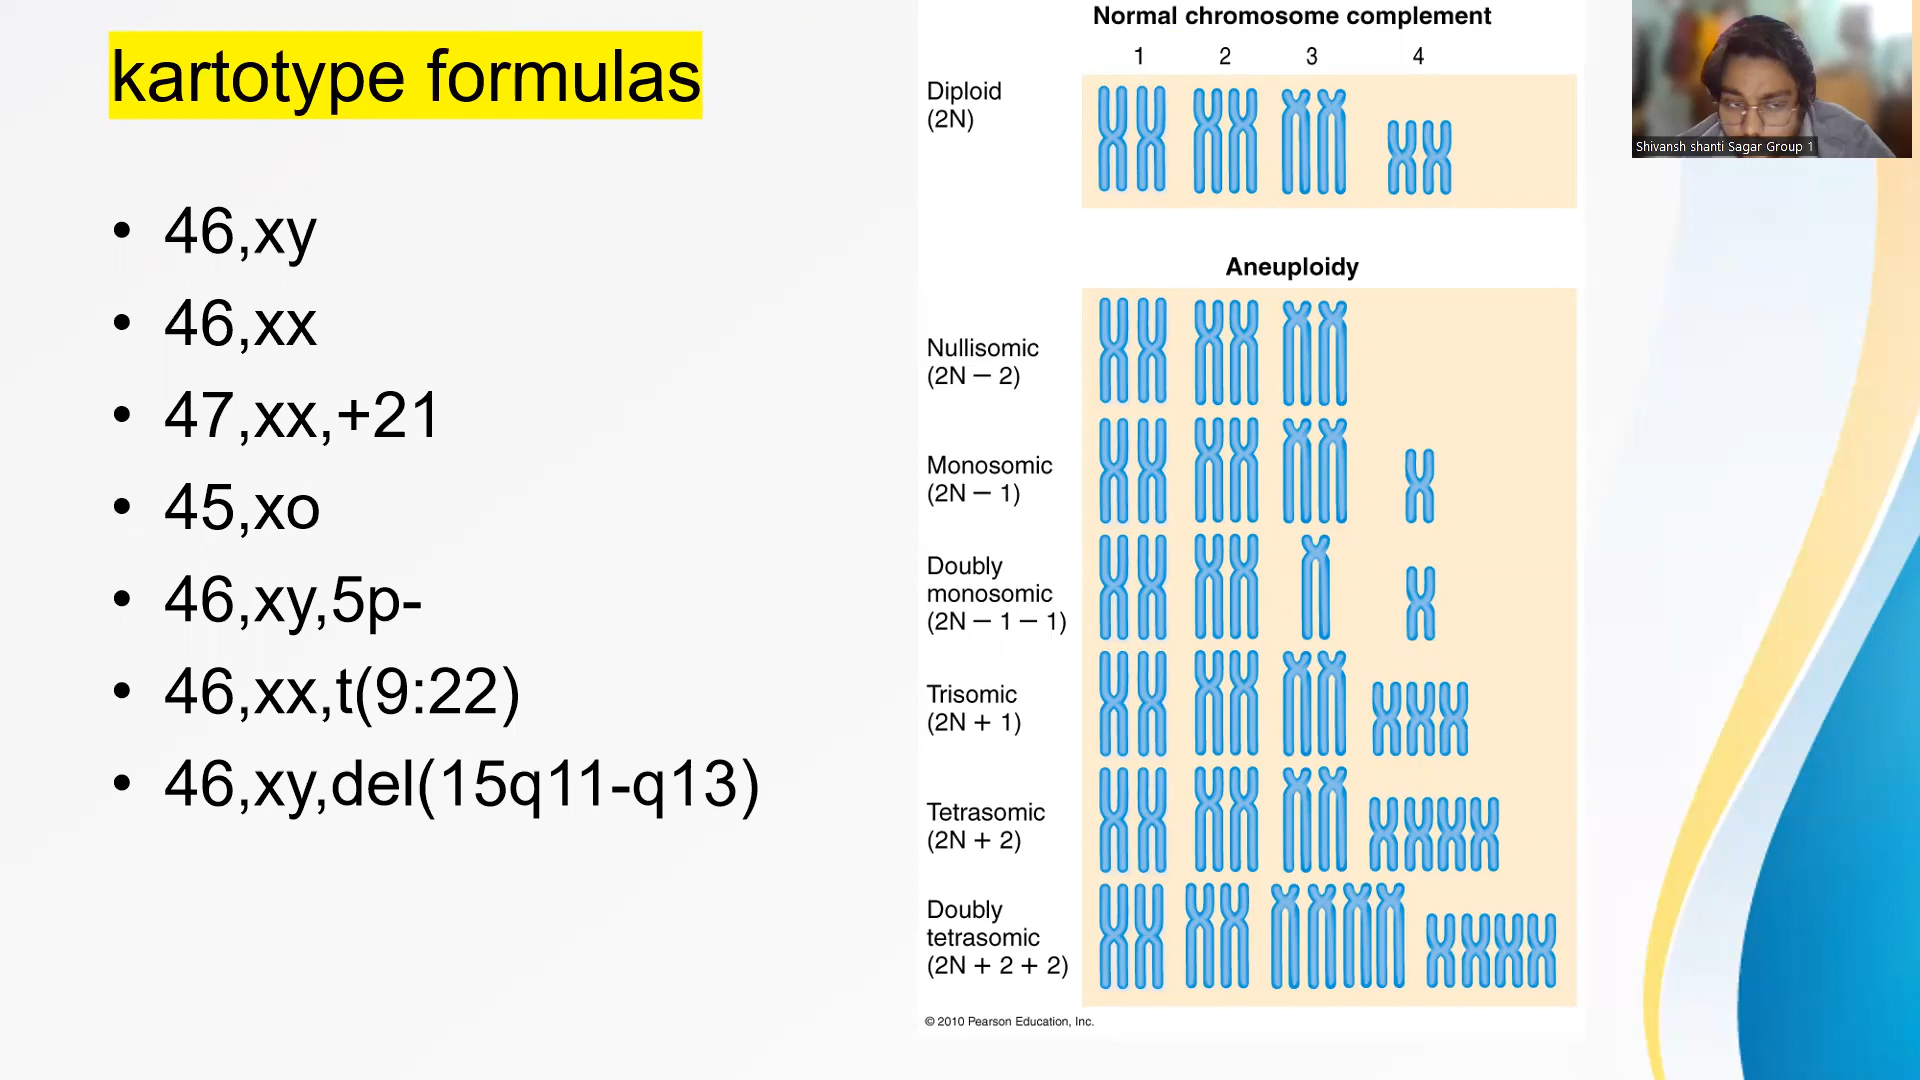 kartotype formulas
• 46,xy
• 46,xx
• 47,xx,+21
• 45,xo
• 46,xy,5p-
• 46,xx,t(9:22)
• 46,xy,del(15q11-q13)
Normal chromosome complement
1 2 3 4
Diploid
(2N)
Aneuploidy
Nullisomic
(2N − 2)
Monosomic
(2N − 1)
Doubly
monosomic
(2N − 1 − 1)
Trisomic
(2N + 1)
Tetrasomic
(2N + 2)
Doubly
tetrasomic
(2N + 2 + 2)
© 2010 Pearson Education, Inc.
Shivansh shanti Sagar Group 1